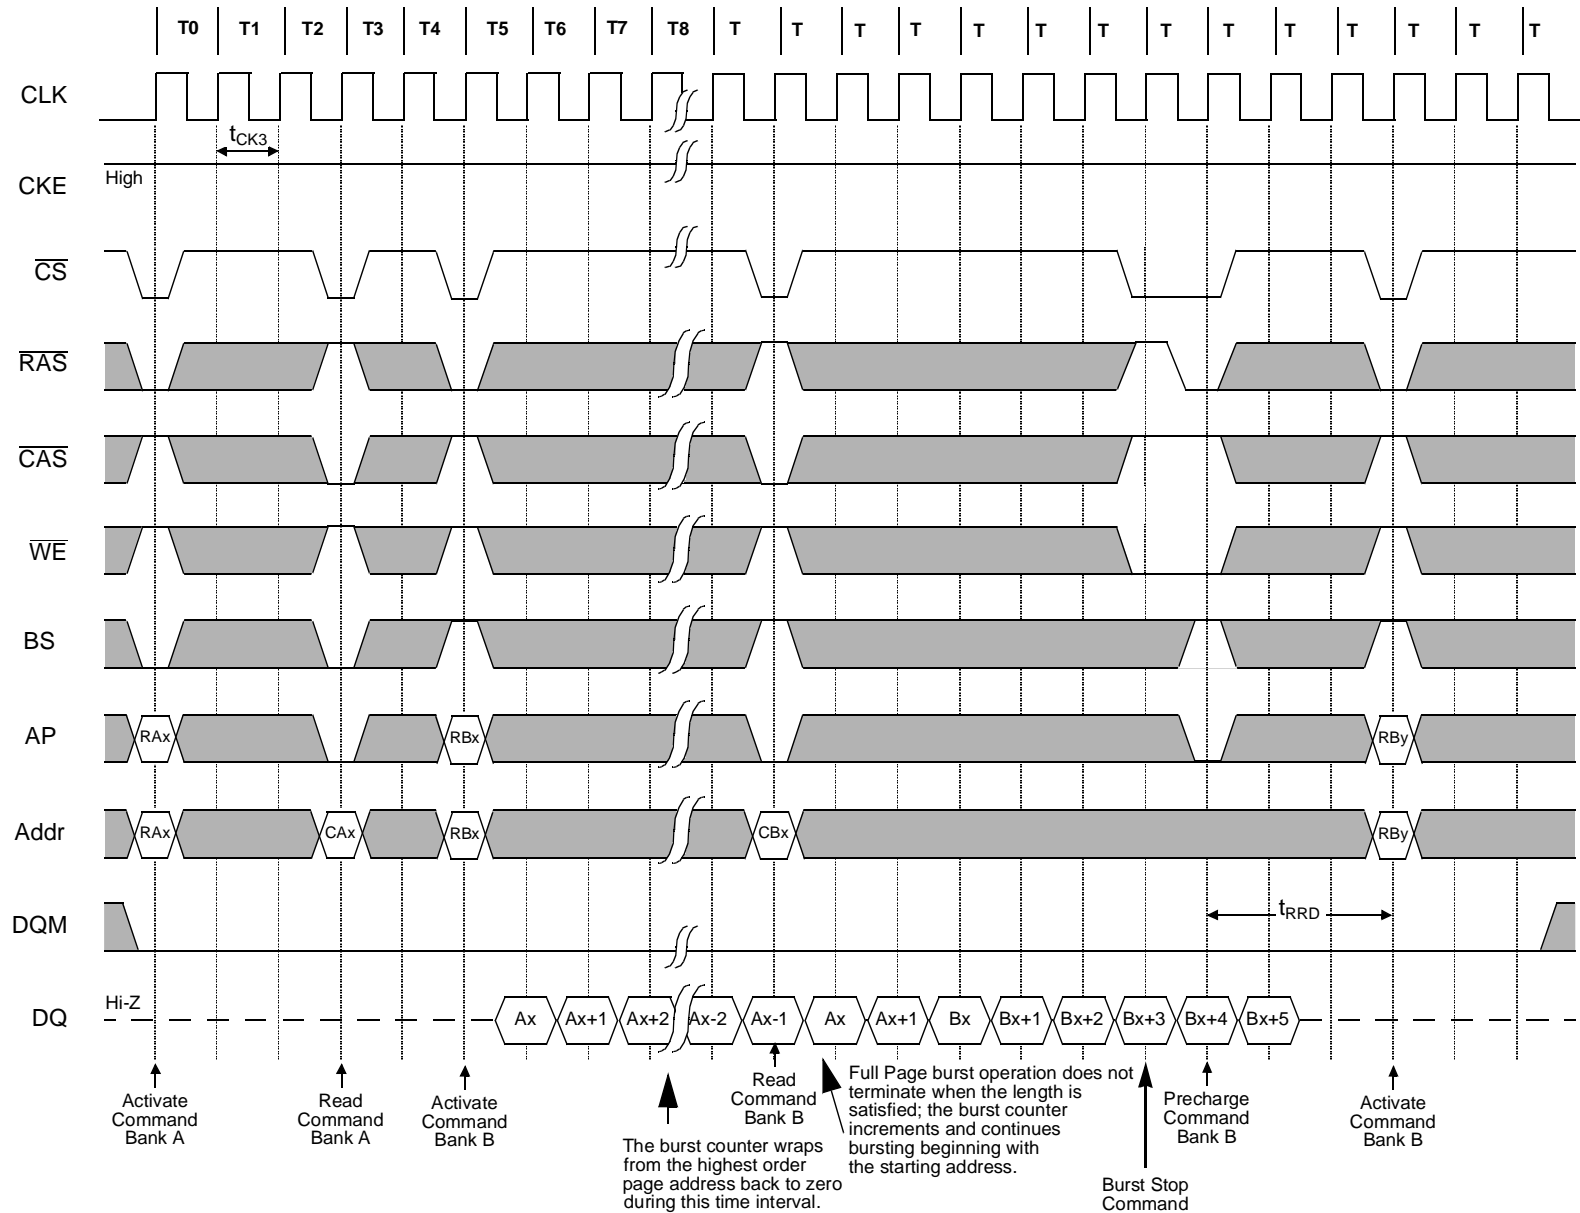 T0 T1 T2 T3 T4 T5 T6 T7 T8 T T T T T T T T T T T T T T
CLK
tCK3
CKE
High
CS
RAS
CAS
WE
BS
AP
RAx RBx RBy
Addr
RAx CAx RBx CBx RBy
DQM
tRRD
DQ
Hi-Z
Ax Ax+1 Ax+2 Ax-2 Ax-1 Ax Ax+1 Bx Bx+1 Bx+2 Bx+3 Bx+4 Bx+5
Activate
Command
Bank A
Read
Command
Bank A
Activate
Command
Bank B
The burst counter wraps
from the highest order
page address back to zero
during this time interval.
Read
Command
Bank B
Full Page burst operation does not
terminate when the length is
satisfied; the burst counter
increments and continues
bursting beginning with
the starting address.
Burst Stop
Command
Precharge
Command
Bank B
Activate
Command
Bank B